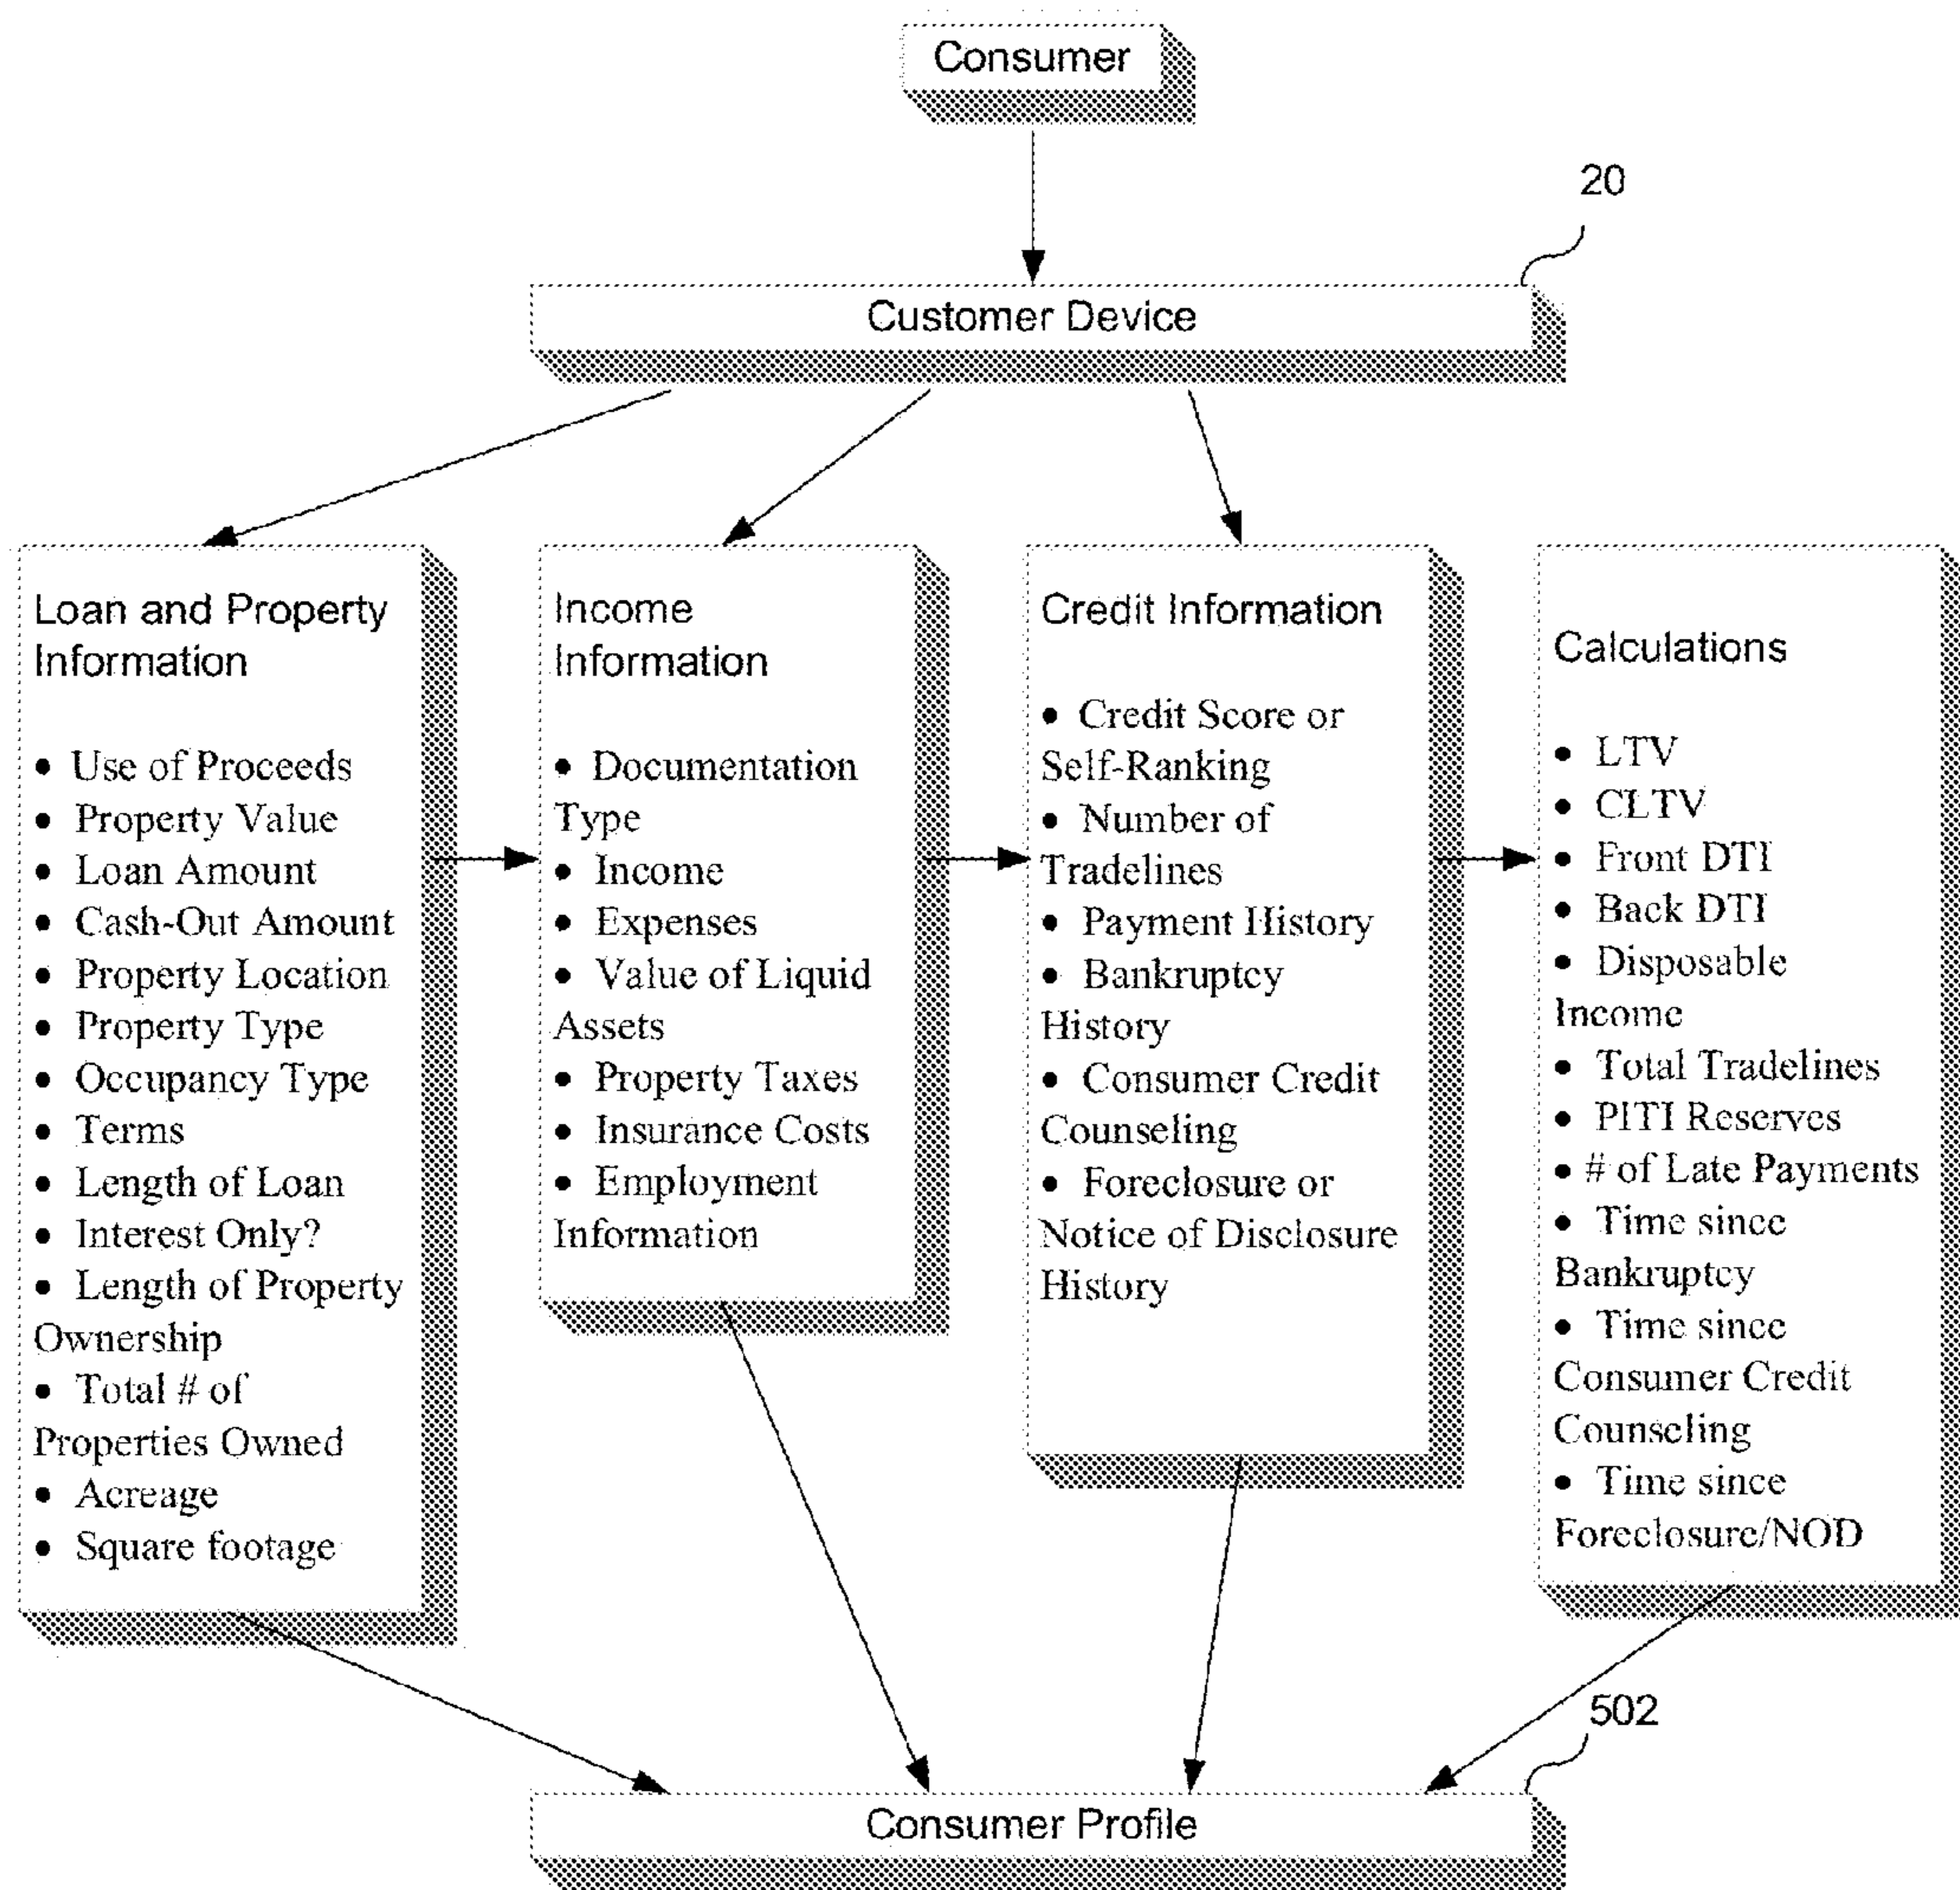 Consumer
20
Customer Device
Loan and Property
Information
• Use of Proceeds
• Property Value
• Loan Amount
• Cash-Out Amount
• Property Location
• Property Type
• Occupancy Type
• Terms
• Length of Loan
• Interest Only?
• Length of Property
Ownership
• Total # of
Properties Owned
• Acreage
• Square footage
Income
Information
• Documentation
Type
• Income
• Expenses
• Value of Liquid
Assets
• Property Taxes
• Insurance Costs
• Employment
Information
Credit Information
• Credit Score or
Self-Ranking
• Number of
Tradelines
• Payment History
• Bankruptcy
History
• Consumer Credit
Counseling
• Foreclosure or
Notice of Disclosure
History
Calculations
• LTV
• CLTV
• Front DTI
• Back DTI
• Disposable
Income
• Total Tradelines
• PITI Reserves
• # of Late Payments
• Time since
Bankruptcy
• Time since
Consumer Credit
Counseling
• Time since
Foreclosure/NOD
502
Consumer Profile